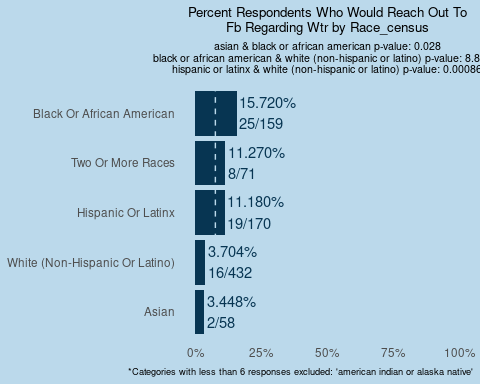 Percent Respondents Who Would Reach Out To
Fb Regarding Wtr by Race_census
asian & black or african american p-value: 0.028
black or african american & white (non-hispanic or latino) p-value: 8.8
hispanic or latinx & white (non-hispanic or latino) p-value: 0.00086
Black Or African American
15.720%
25/159
Two Or More Races
11.270%
8/71
Hispanic Or Latinx
11.180%
19/170
White (Non-Hispanic Or Latino)
3.704%
16/432
Asian
3.448%
2/58
0% 25% 50% 75% 100%
*Categories with less than 6 responses excluded: 'american indian or alaska native'